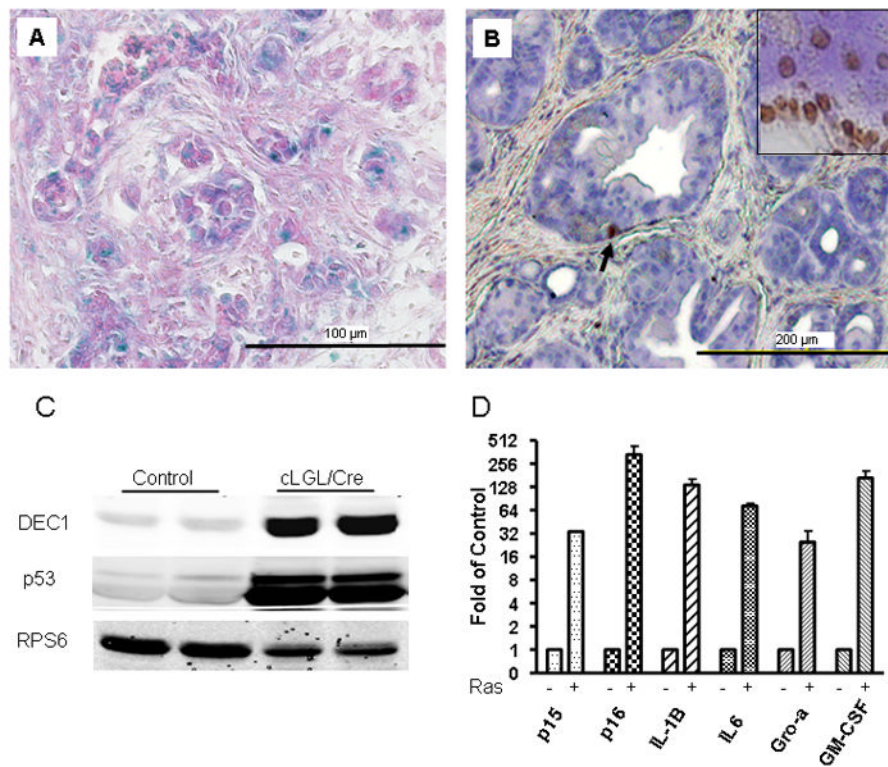 A
100 µm
B
200 µm
C
Control
cLGL/Cre
DEC1
p53
RPS6
D
Fold of Control
512
256
128
64
32
16
8
4
2
1
0
Ras - + - + - + - + - + - +
p15
p16
IL-1B
IL6
Gro-a
GM-CSF